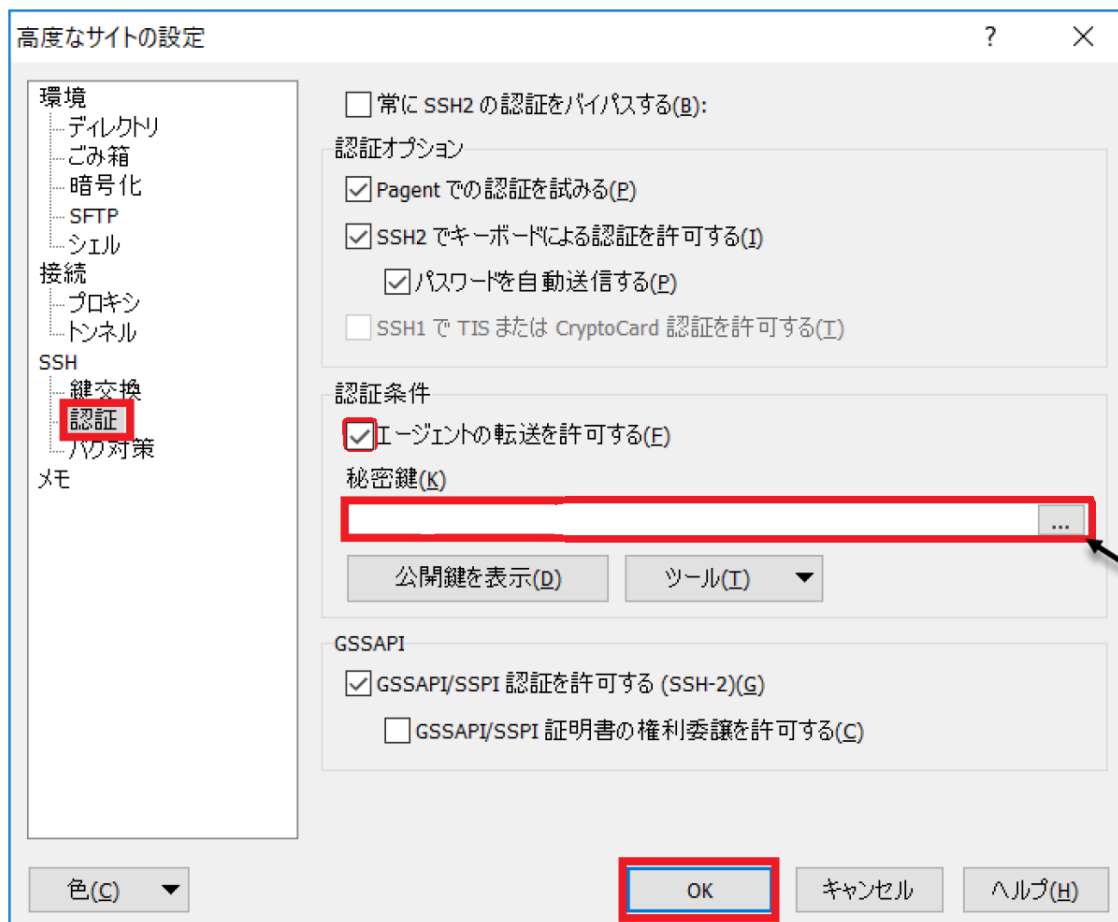 高度なサイトの設定
?
環境
ディレクトリ
ごみ箱
暗号化
SFTP
シェル
接続
プロキシ
トンネル
SSH
鍵交換
認証
バグ対策
メモ
常に SSH2 の認証をバイパスする(B):
認証オプション
Pagent での認証を試みる(P)
SSH2 でキーボードによる認証を許可する(I)
パスワードを自動送信する(P)
SSH1 で TIS または CryptoCard 認証を許可する(T)
認証条件
エージェントの転送を許可する(F)
秘密鍵(K)
...
公開鍵を表示(D)
ツール(T)
GSSAPI
GSSAPI/SSPI 認証を許可する (SSH-2)(G)
GSSAPI/SSPI 証明書の権利委譲を許可する(C)
色(C)
OK
キャンセル
ヘルプ(H)